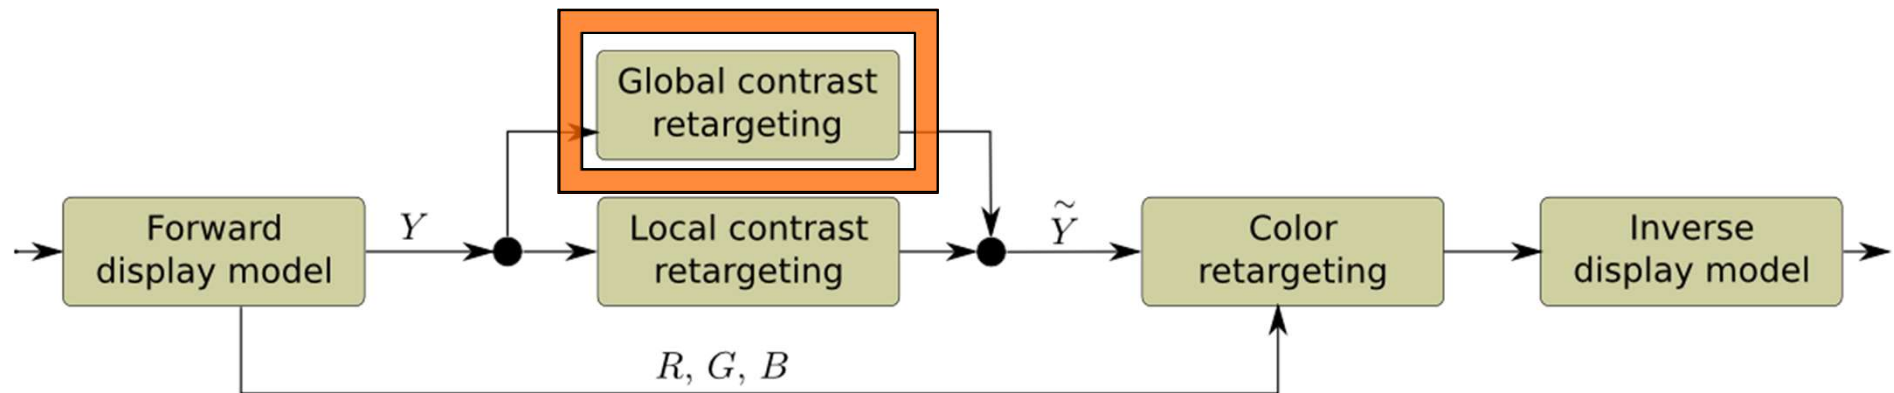 Global contrast
retargeting
Forward
display model
Y
Local contrast
retargeting
Ỹ
Color
retargeting
Inverse
display model
R, G, B